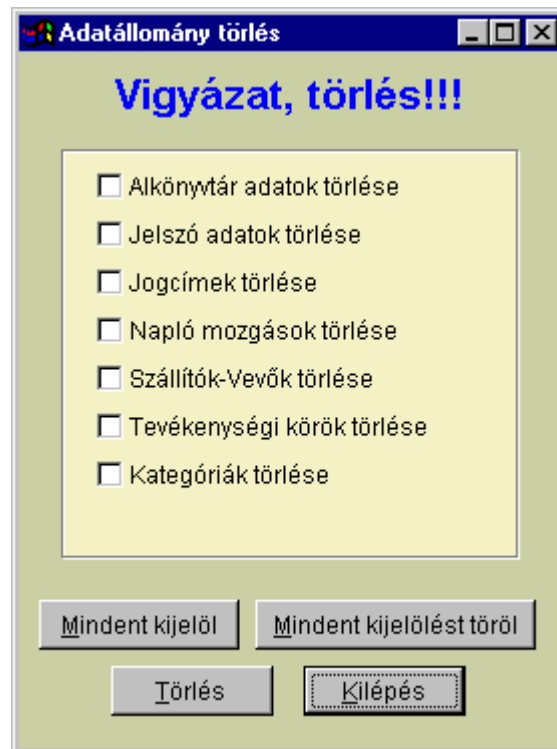 Adatállomány törlés
Vigyázat, törlés!!!
Alkönyvtár adatok törlése
Jelszó adatok törlése
Jogcímek törlése
Napló mozgások törlése
Szállítók-Vevők törlése
Tevékenységi körök törlése
Kategóriák törlése
Mindent kijelöl
Mindent kijelölést töröl
Törlés
Kilépés